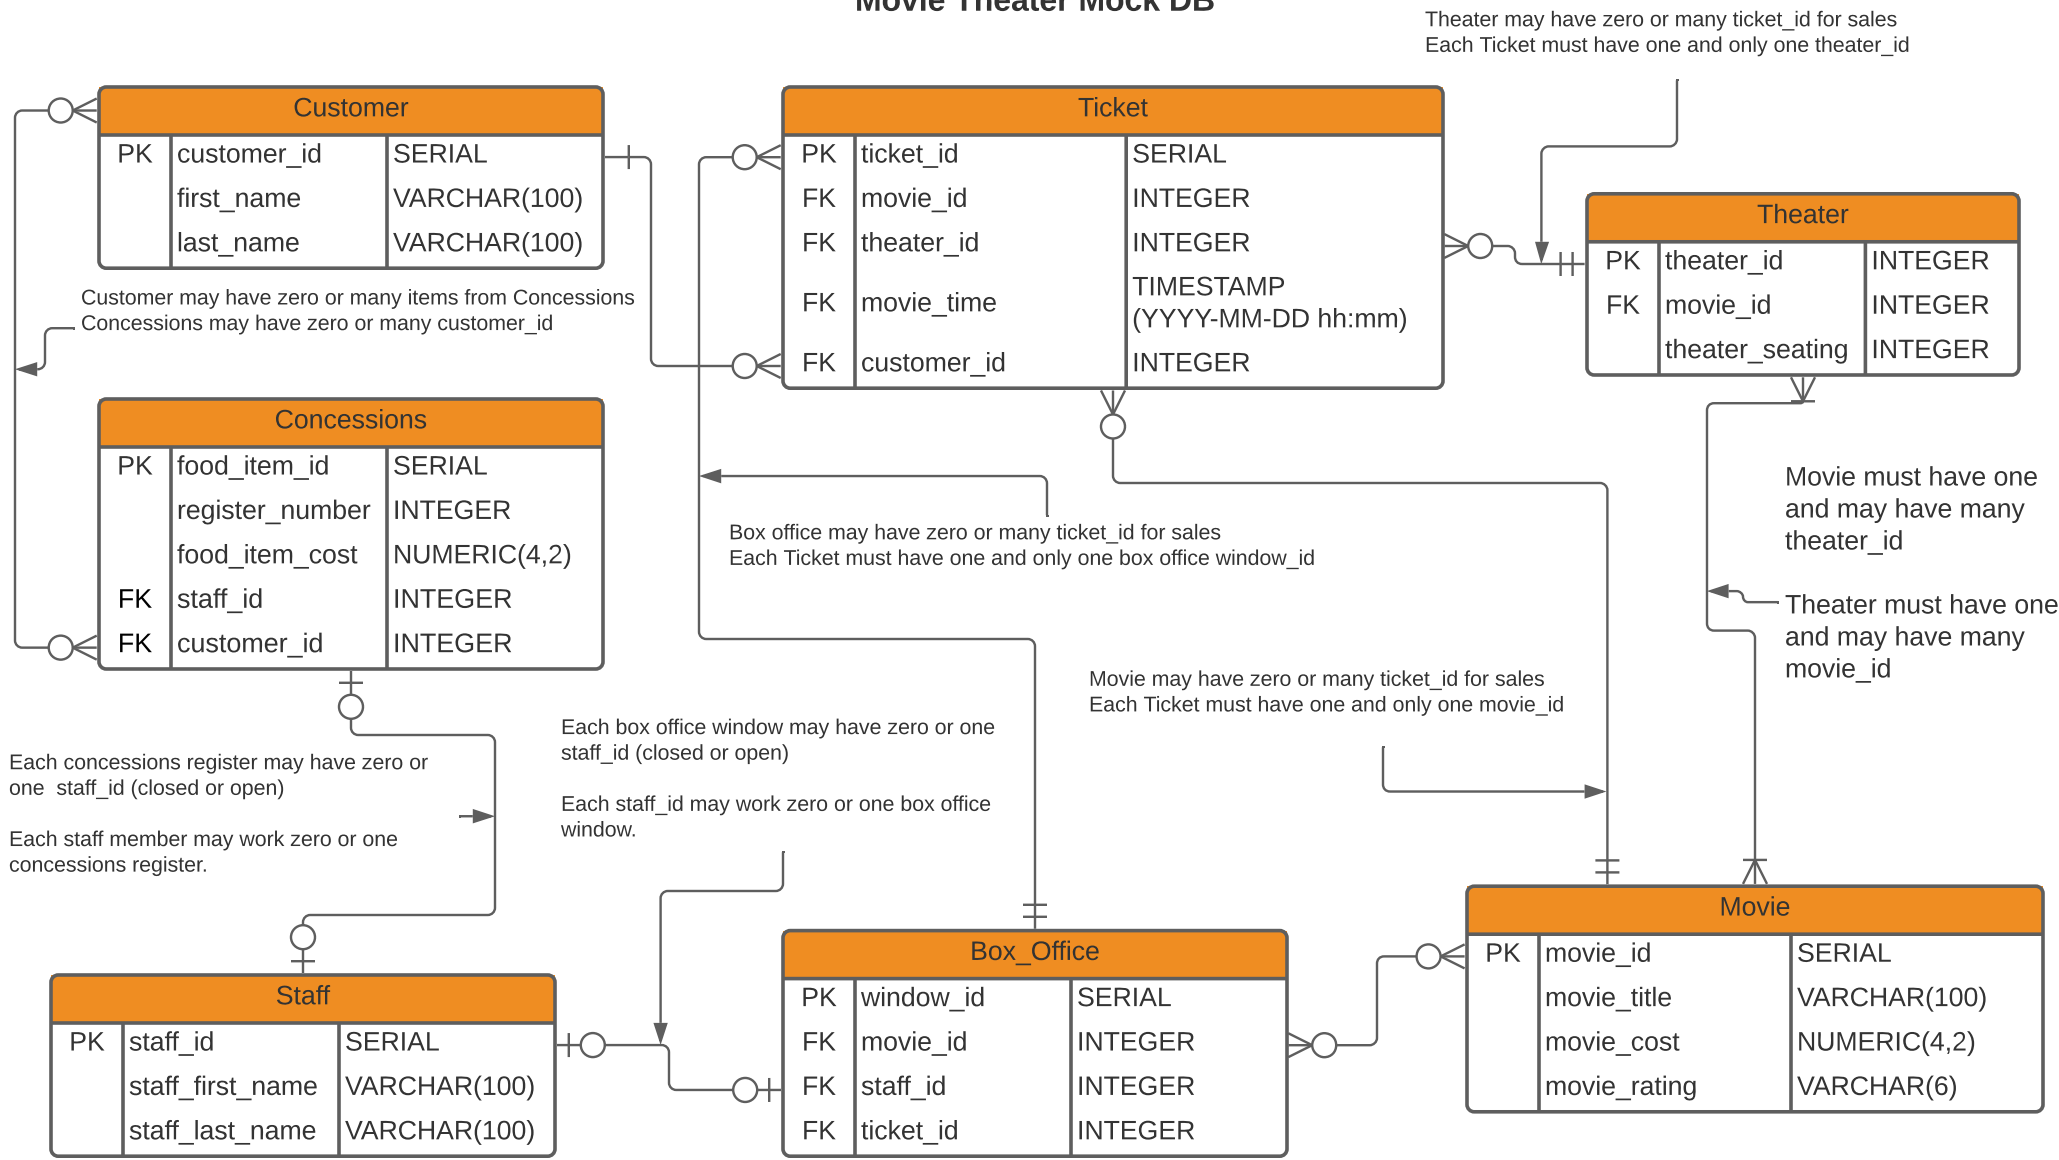 Movie Theater Mock DB
Theater may have zero or many ticket_id for sales
Each Ticket must have one and only one theater_id
Customer
PK customer_id SERIAL
first_name VARCHAR(100)
last_name VARCHAR(100)
Ticket
PK ticket_id SERIAL
FK movie_id INTEGER
FK theater_id INTEGER
FK movie_time TIMESTAMP
(YYYY-MM-DD hh:mm)
FK customer_id INTEGER
Theater
PK theater_id INTEGER
FK movie_id INTEGER
theater_seating INTEGER
Customer may have zero or many items from Concessions
Concessions may have zero or many customer_id
Concessions
PK food_item_id SERIAL
register_number INTEGER
food_item_cost NUMERIC(4,2)
FK staff_id INTEGER
FK customer_id INTEGER
Box office may have zero or many ticket_id for sales
Each Ticket must have one and only one box office window_id
Movie must have one
and may have many
theater_id
Theater must have one
and may have many
movie_id
Movie may have zero or many ticket_id for sales
Each Ticket must have one and only one movie_id
Each box office window may have zero or one
staff_id (closed or open)
Each staff_id may work zero or one box office
window.
Each concessions register may have zero or
one  staff_id (closed or open)
Each staff member may work zero or one
concessions register.
Staff
PK staff_id SERIAL
staff_first_name VARCHAR(100)
staff_last_name VARCHAR(100)
Box_Office
PK window_id SERIAL
FK movie_id INTEGER
FK staff_id INTEGER
FK ticket_id INTEGER
Movie
PK movie_id SERIAL
movie_title VARCHAR(100)
movie_cost NUMERIC(4,2)
movie_rating VARCHAR(6)